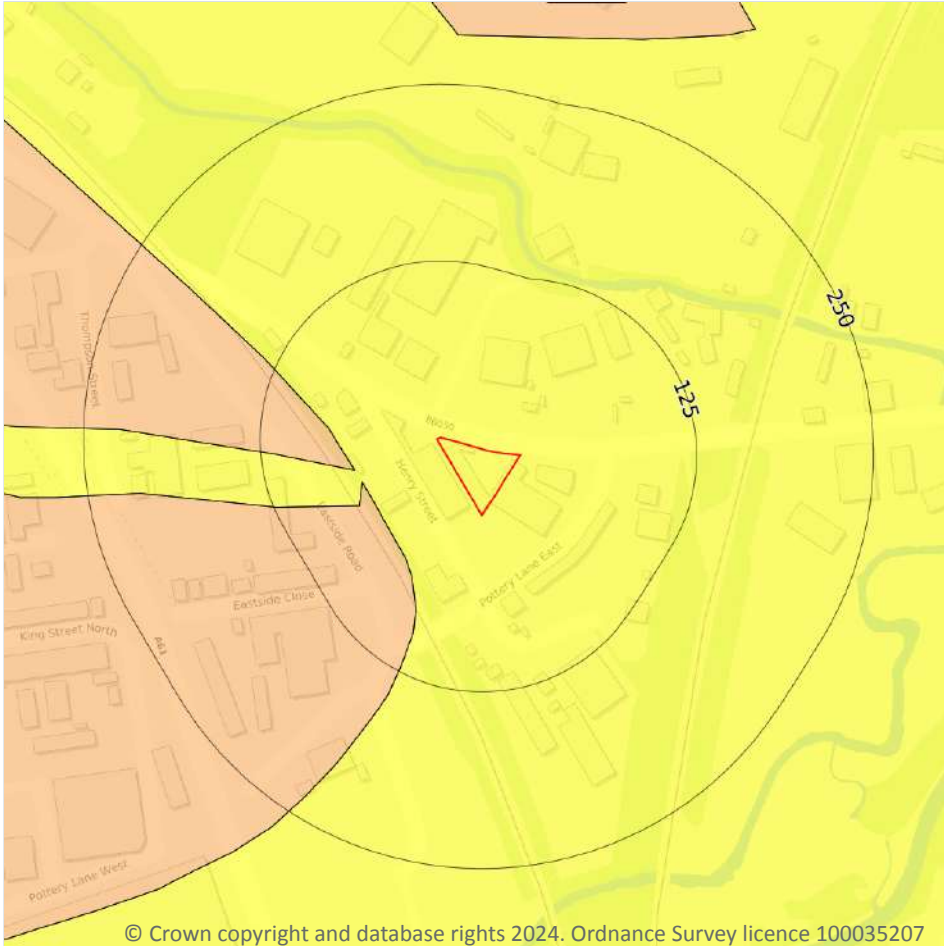 250
Thompson Street
125
B6050
Henry Street
Eastside Road
Pottery Lane East
Eastside Close
King Street North
A61
Pottery Lane West
© Crown copyright and database rights 2024. Ordnance Survey licence 100035207